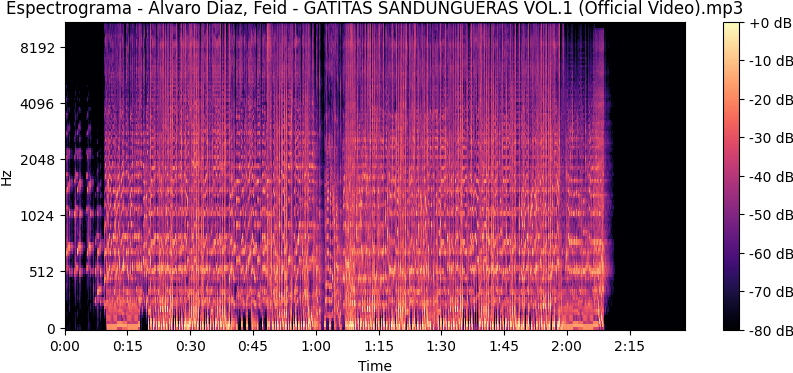 Espectrograma - Alvaro Diaz, Feid - GATITAS SANDUNGUERAS VOL.1 (Official Video).mp3
8192
4096
2048
1024
512
0
Hz
0:00 0:15 0:30 0:45 1:00 1:15 1:30 1:45 2:00 2:15
Time
+0 dB
-10 dB
-20 dB
-30 dB
-40 dB
-50 dB
-60 dB
-70 dB
-80 dB